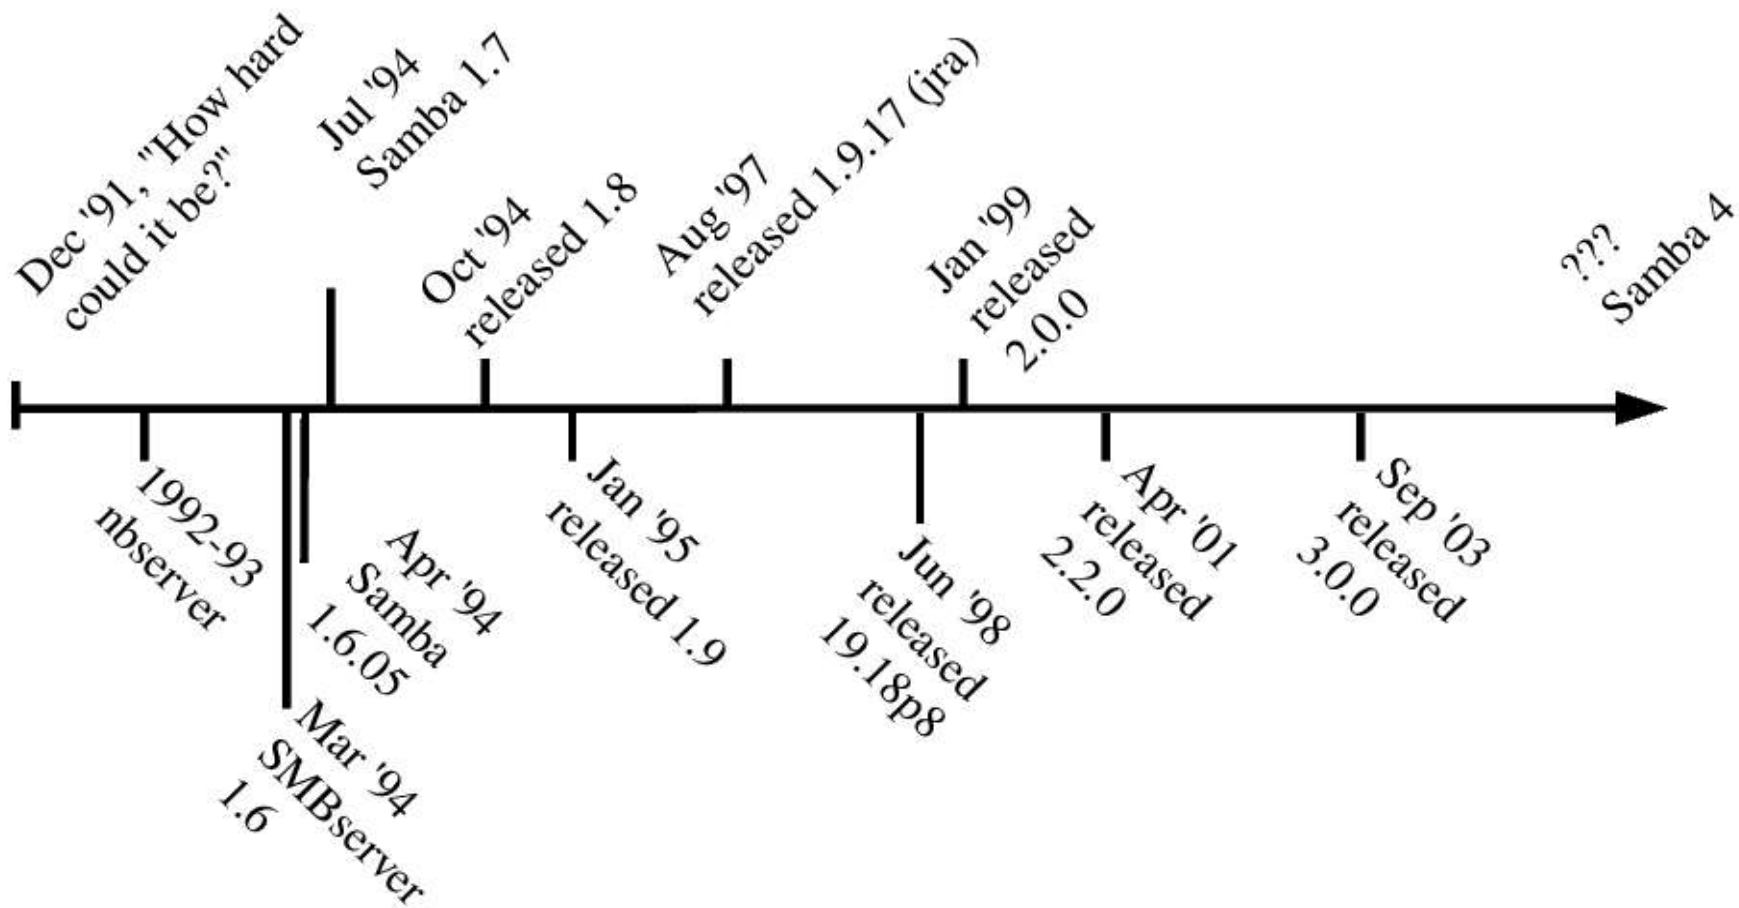 Dec '91, "How hard
could it be?"
Jul '94
Samba 1.7
Oct '94
released 1.8
Aug '97
released 1.9.17 (jra)
Jan '99
released
2.0.0
???
Samba 4
1992-93
nbserver
Mar '94
SMBserver
1.6
Apr '94
Samba
1.6.05
Jan '95
released 1.9
Jun '98
released
19.18p8
Apr '01
released
2.2.0
Sep '03
released
3.0.0